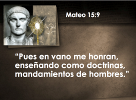 Mateo 15:9
"Pues en vano me honran,
enseñando como doctrinas,
mandamientos de hombres."